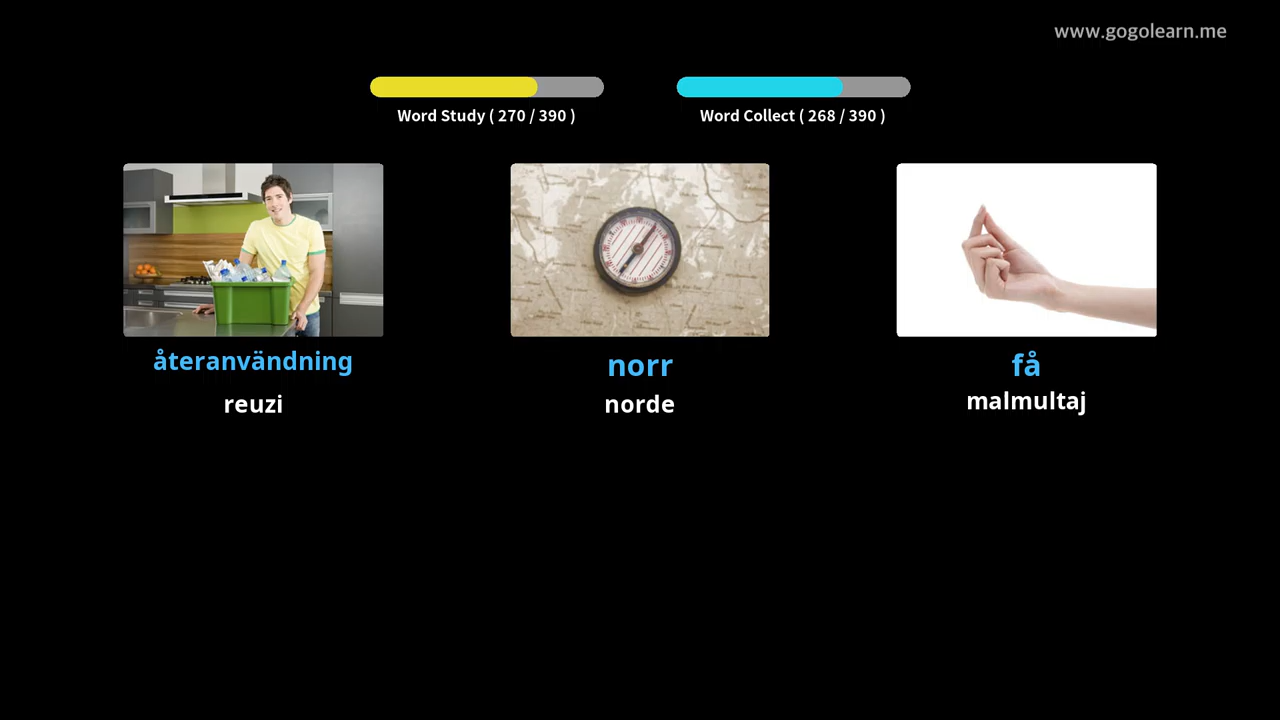 www.gogolearn.me
Word Study ( 270 / 390 )
Word Collect ( 268 / 390 )
återanvändning
norr
få
reuzi
norde
malmultaj